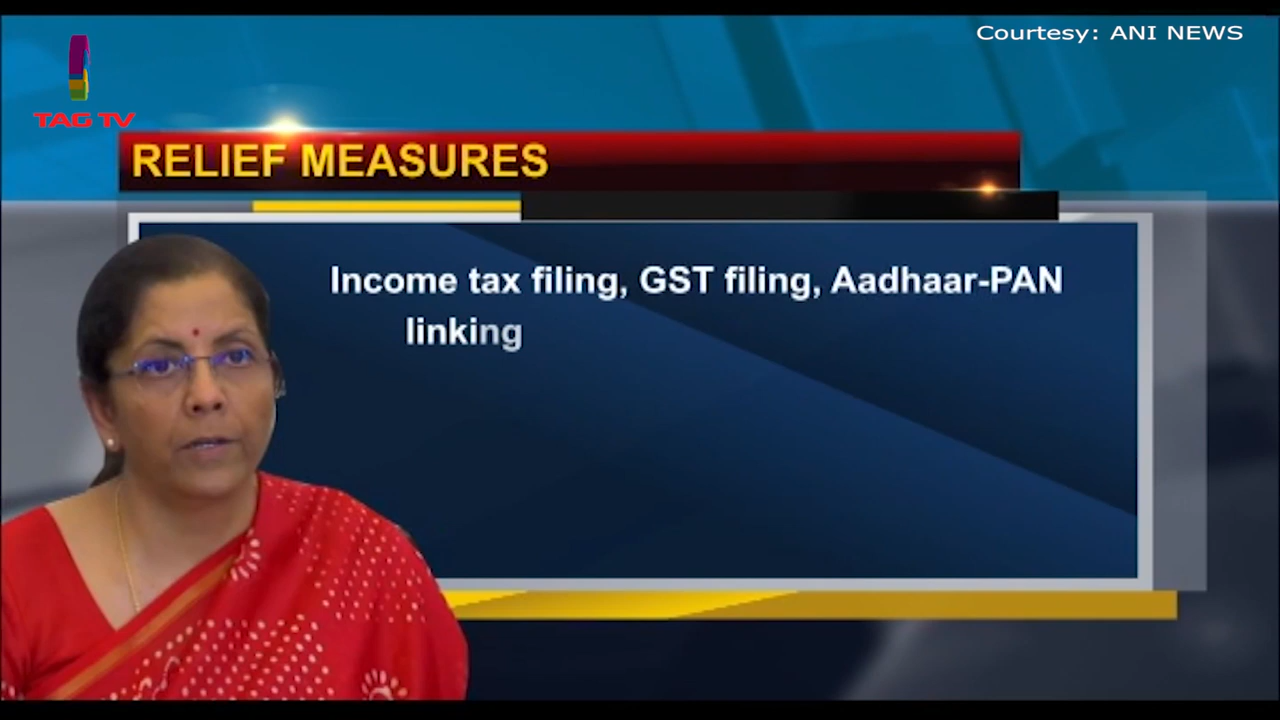 Courtesy: ANI NEWS
TAG TV
RELIEF MEASURES
Income tax filing, GST filing, Aadhaar-PAN
linking